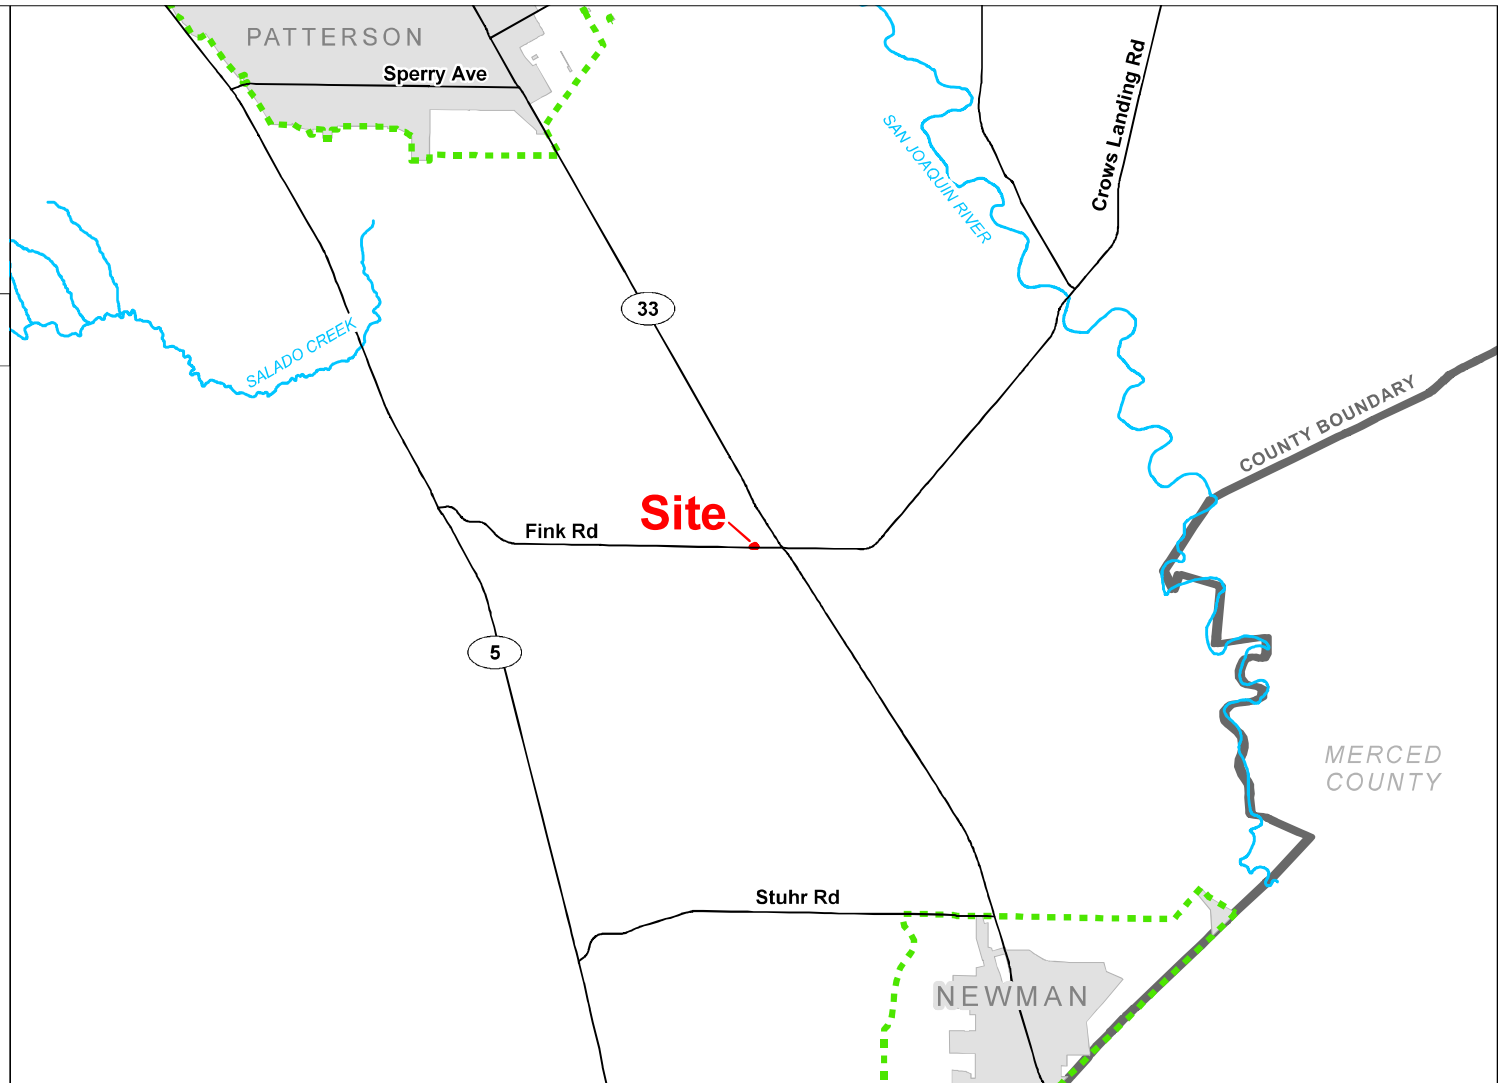 PATTERSON
Sperry Ave
Crows Landing Rd
SAN JOAQUIN RIVER
33
SALADO CREEK
COUNTY BOUNDARY
Site
Fink Rd
5
MERCED
COUNTY
Stuhr Rd
NEWMAN